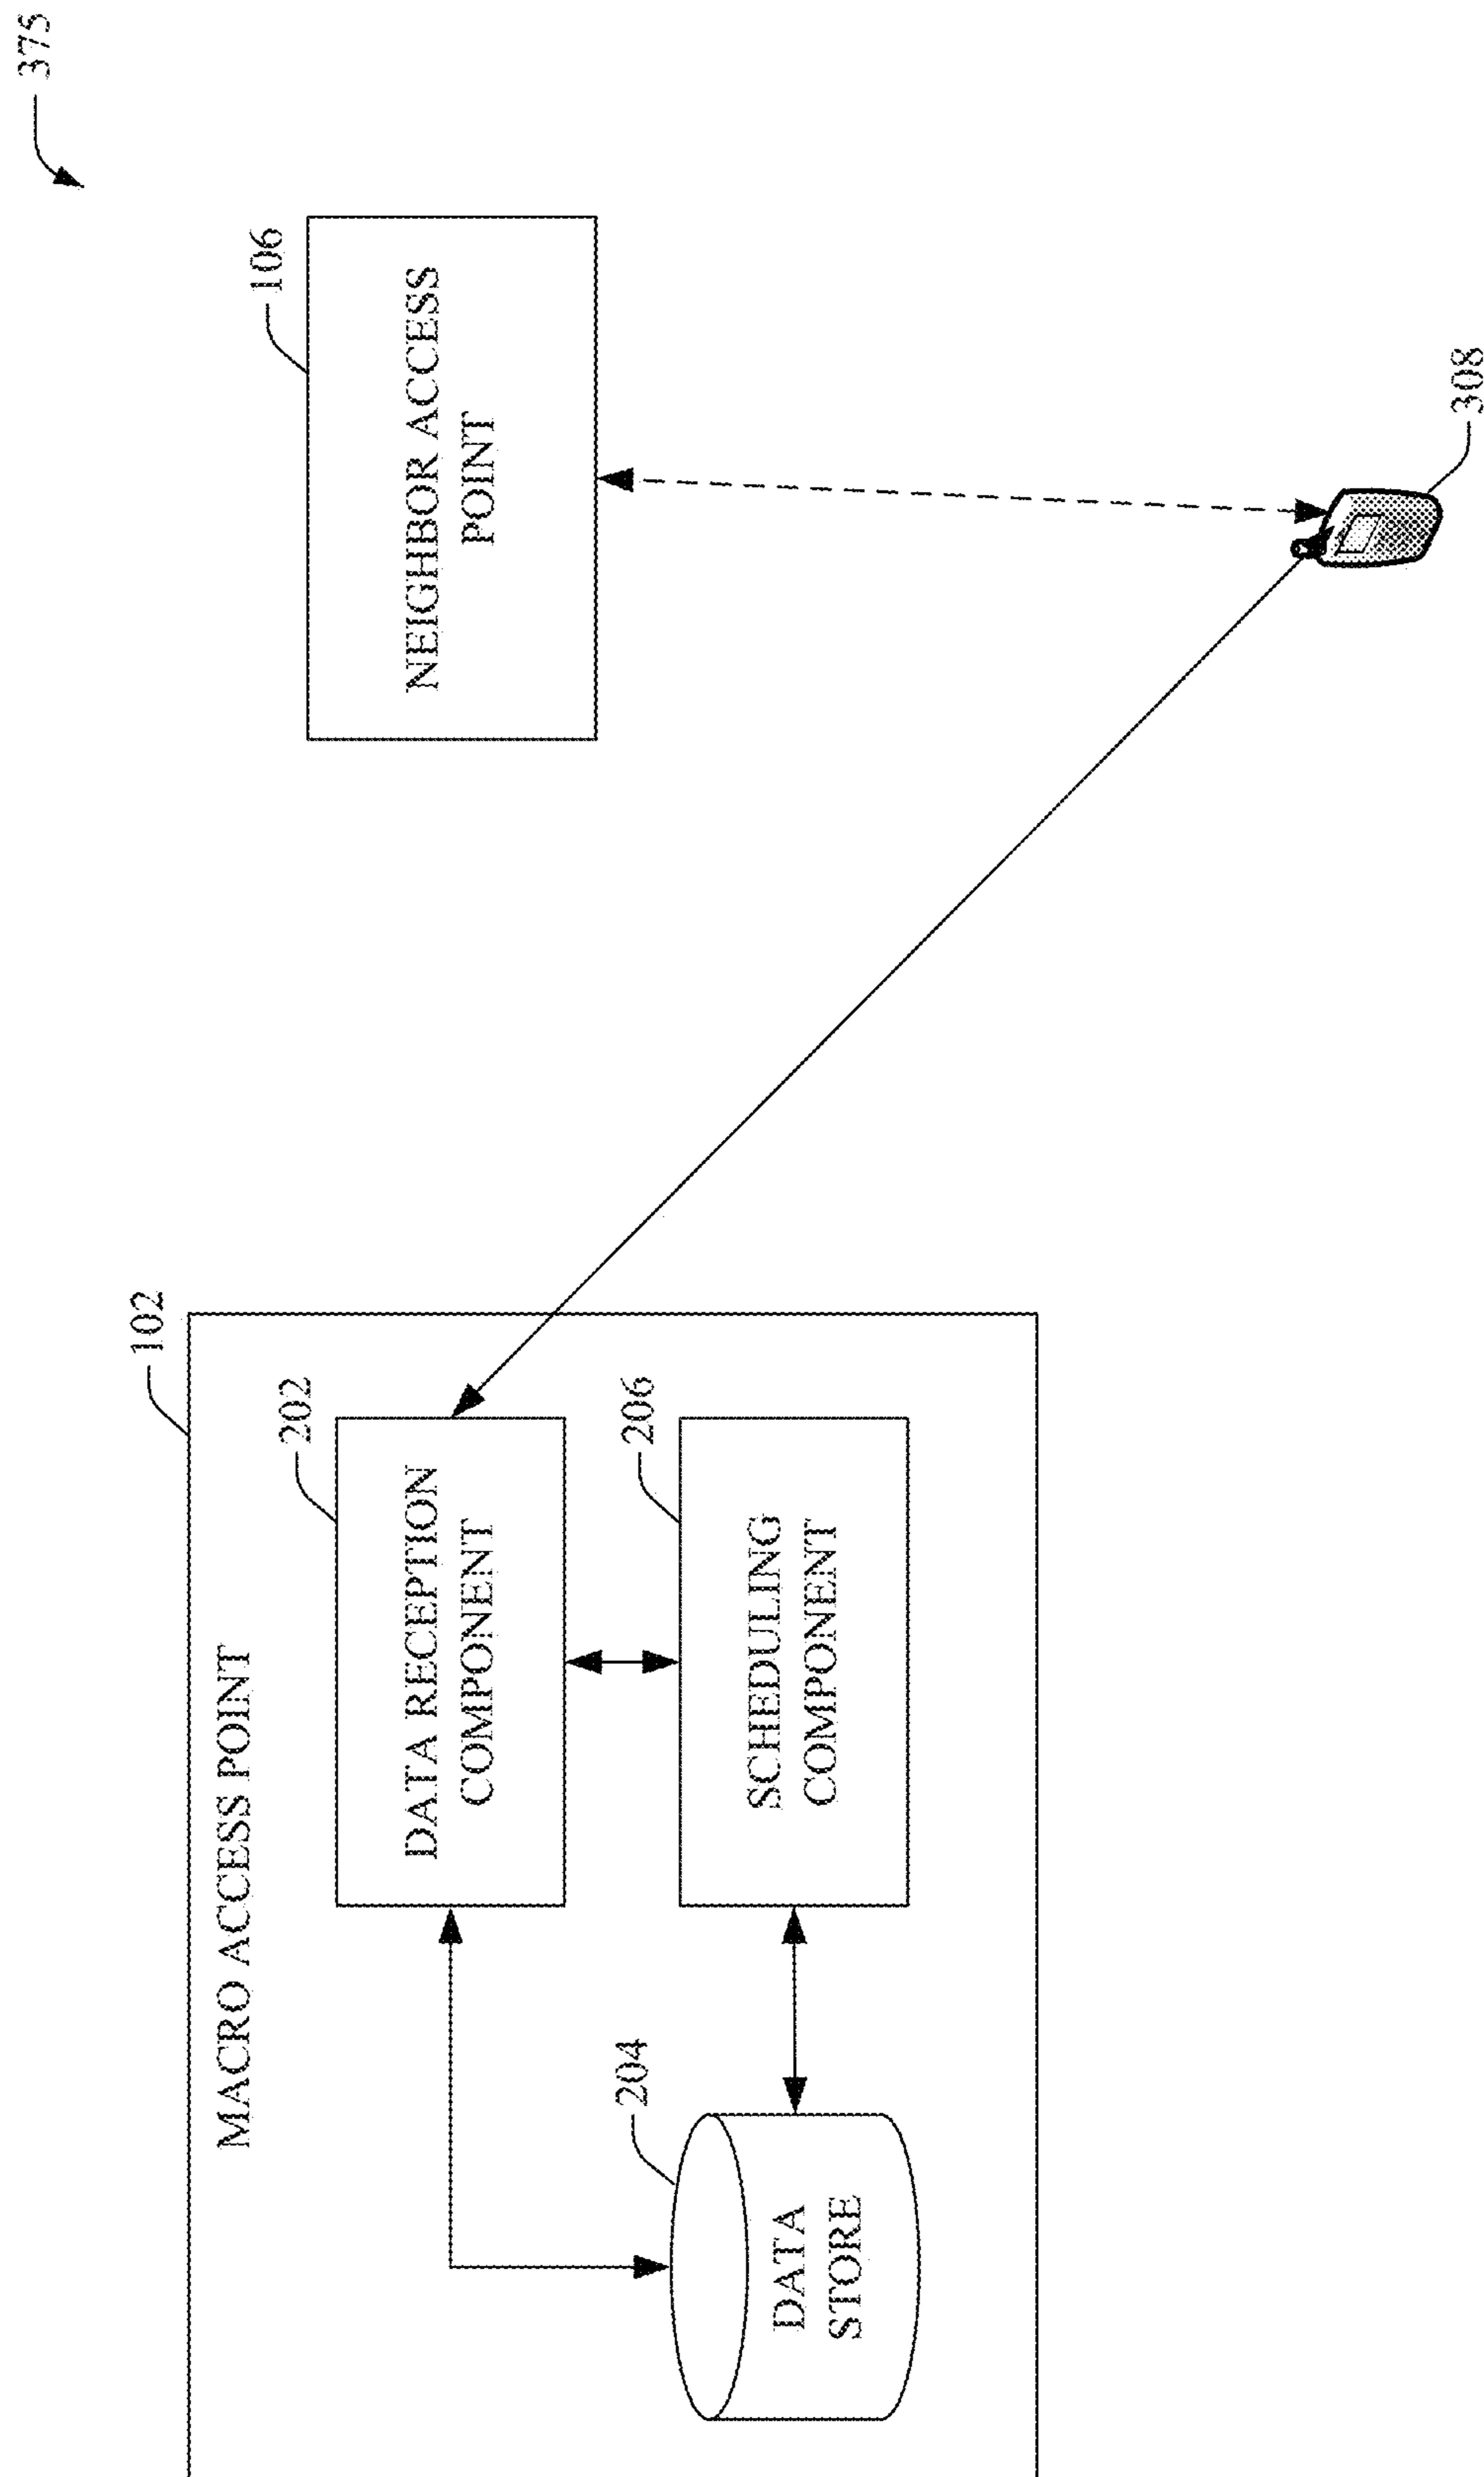 375
102
MACRO ACCESS POINT
202
DATA RECEPTION
COMPONENT
204
DATA
STORE
206
SCHEDULING
COMPONENT
106
NEIGHBOR ACCESS
POINT
308